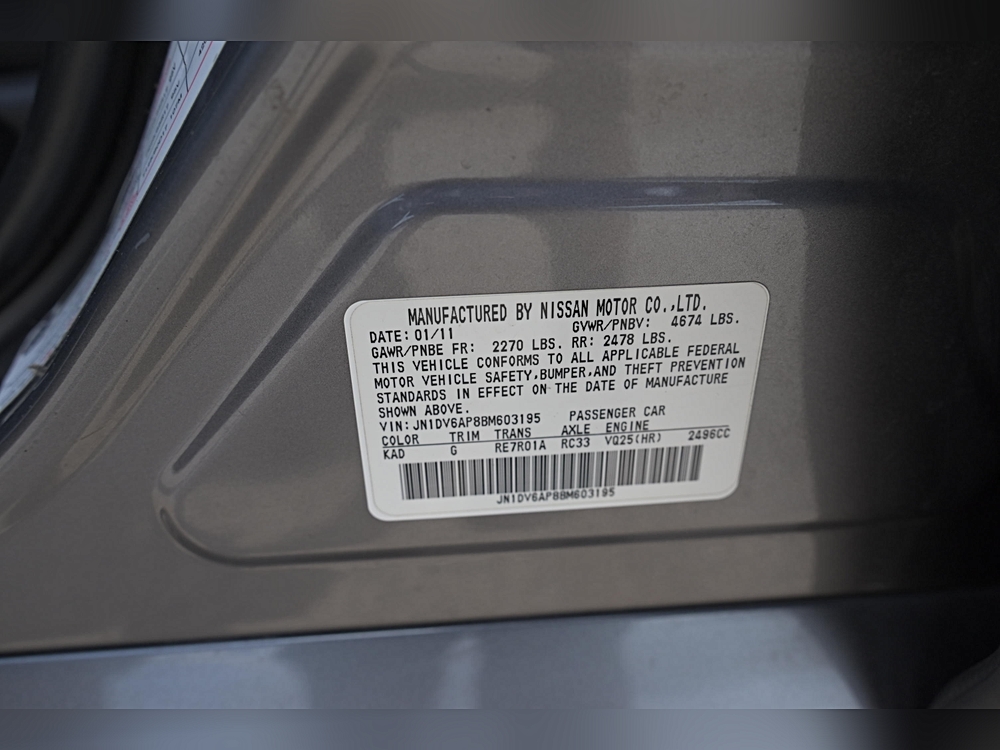 MANUFACTURED BY NISSAN MOTOR CO.,LTD.
DATE: 01/11 GVWR/PNBV: 4674 LBS.
GAWR/PNBE FR: 2270 LBS. RR: 2478 LBS.
THIS VEHICLE CONFORMS TO ALL APPLICABLE FEDERAL
MOTOR VEHICLE SAFETY,BUMPER,AND THEFT PREVENTION
STANDARDS IN EFFECT ON THE DATE OF MANUFACTURE
SHOWN ABOVE.
VIN: JN1DV6AP8BM603195 PASSENGER CAR
COLOR TRIM TRANS AXLE ENGINE
KAD G RE7R01A RC33 VQ25(HR) 2496CC
JN1DV6AP8BM603195